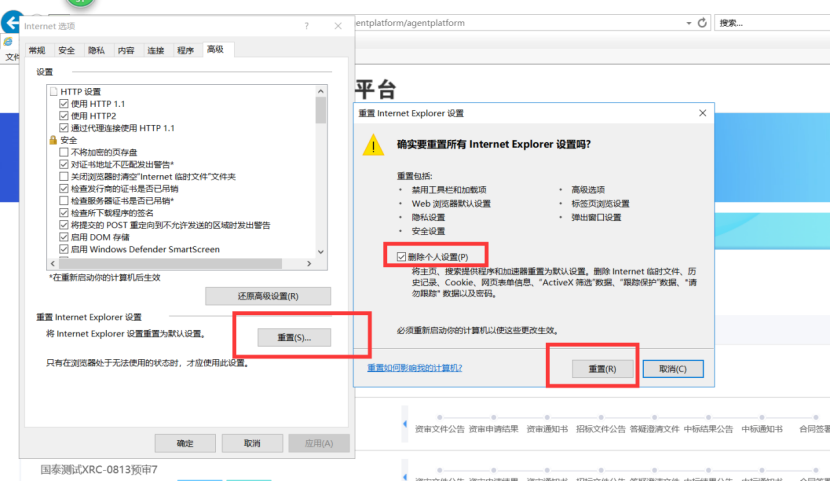 Internet 选项
entplatform/agentplatform
搜索...
常规 安全 隐私 内容 连接 程序 高级
设置
HTTP 设置
使用 HTTP 1.1
使用 HTTP2
通过代理连接使用 HTTP 1.1
安全
不将加密的页存盘
对证书地址不匹配发出警告*
关闭浏览器时清空"Internet 临时文件"文件夹
检查发行商的证书是否已吊销
检查服务器证书是否已吊销*
检查所下载程序的签名
将提交的 POST 重定向到不允许发送的区域时发出警告
启用 DOM 存储
启用 Windows Defender SmartScreen
*在重新启动你的计算机后生效
还原高级设置(R)
重置 Internet Explorer 设置
将 Internet Explorer 设置重置为默认设置。
重置(S)...
只有在浏览器处于无法使用的状态时，才应使用此设置。
确定 取消 应用(A)
平台
重置 Internet Explorer 设置
确实要重置所有 Internet Explorer 设置吗?
重置包括:
禁用工具栏和加载项
Web 浏览器默认设置
隐私设置
安全设置
高级选项
标签页浏览设置
弹出窗口设置
删除个人设置(P)
将主页、搜索提供程序和加速器重置为默认设置。删除 Internet 临时文件、历
史记录、Cookie、网页表单信息、"ActiveX 筛选"数据、"跟踪保护"数据、"请
勿跟踪" 数据以及密码。
必须重新启动你的计算机以使这些更改生效。
重置如何影响我的计算机?
重置(R) 取消(C)
资审文件公告 资审申请结果 资审通知书 招标文件公告 答疑澄清文件 中标结果公告 中标通知书 合同签署
国泰测试XRC-0813预审7